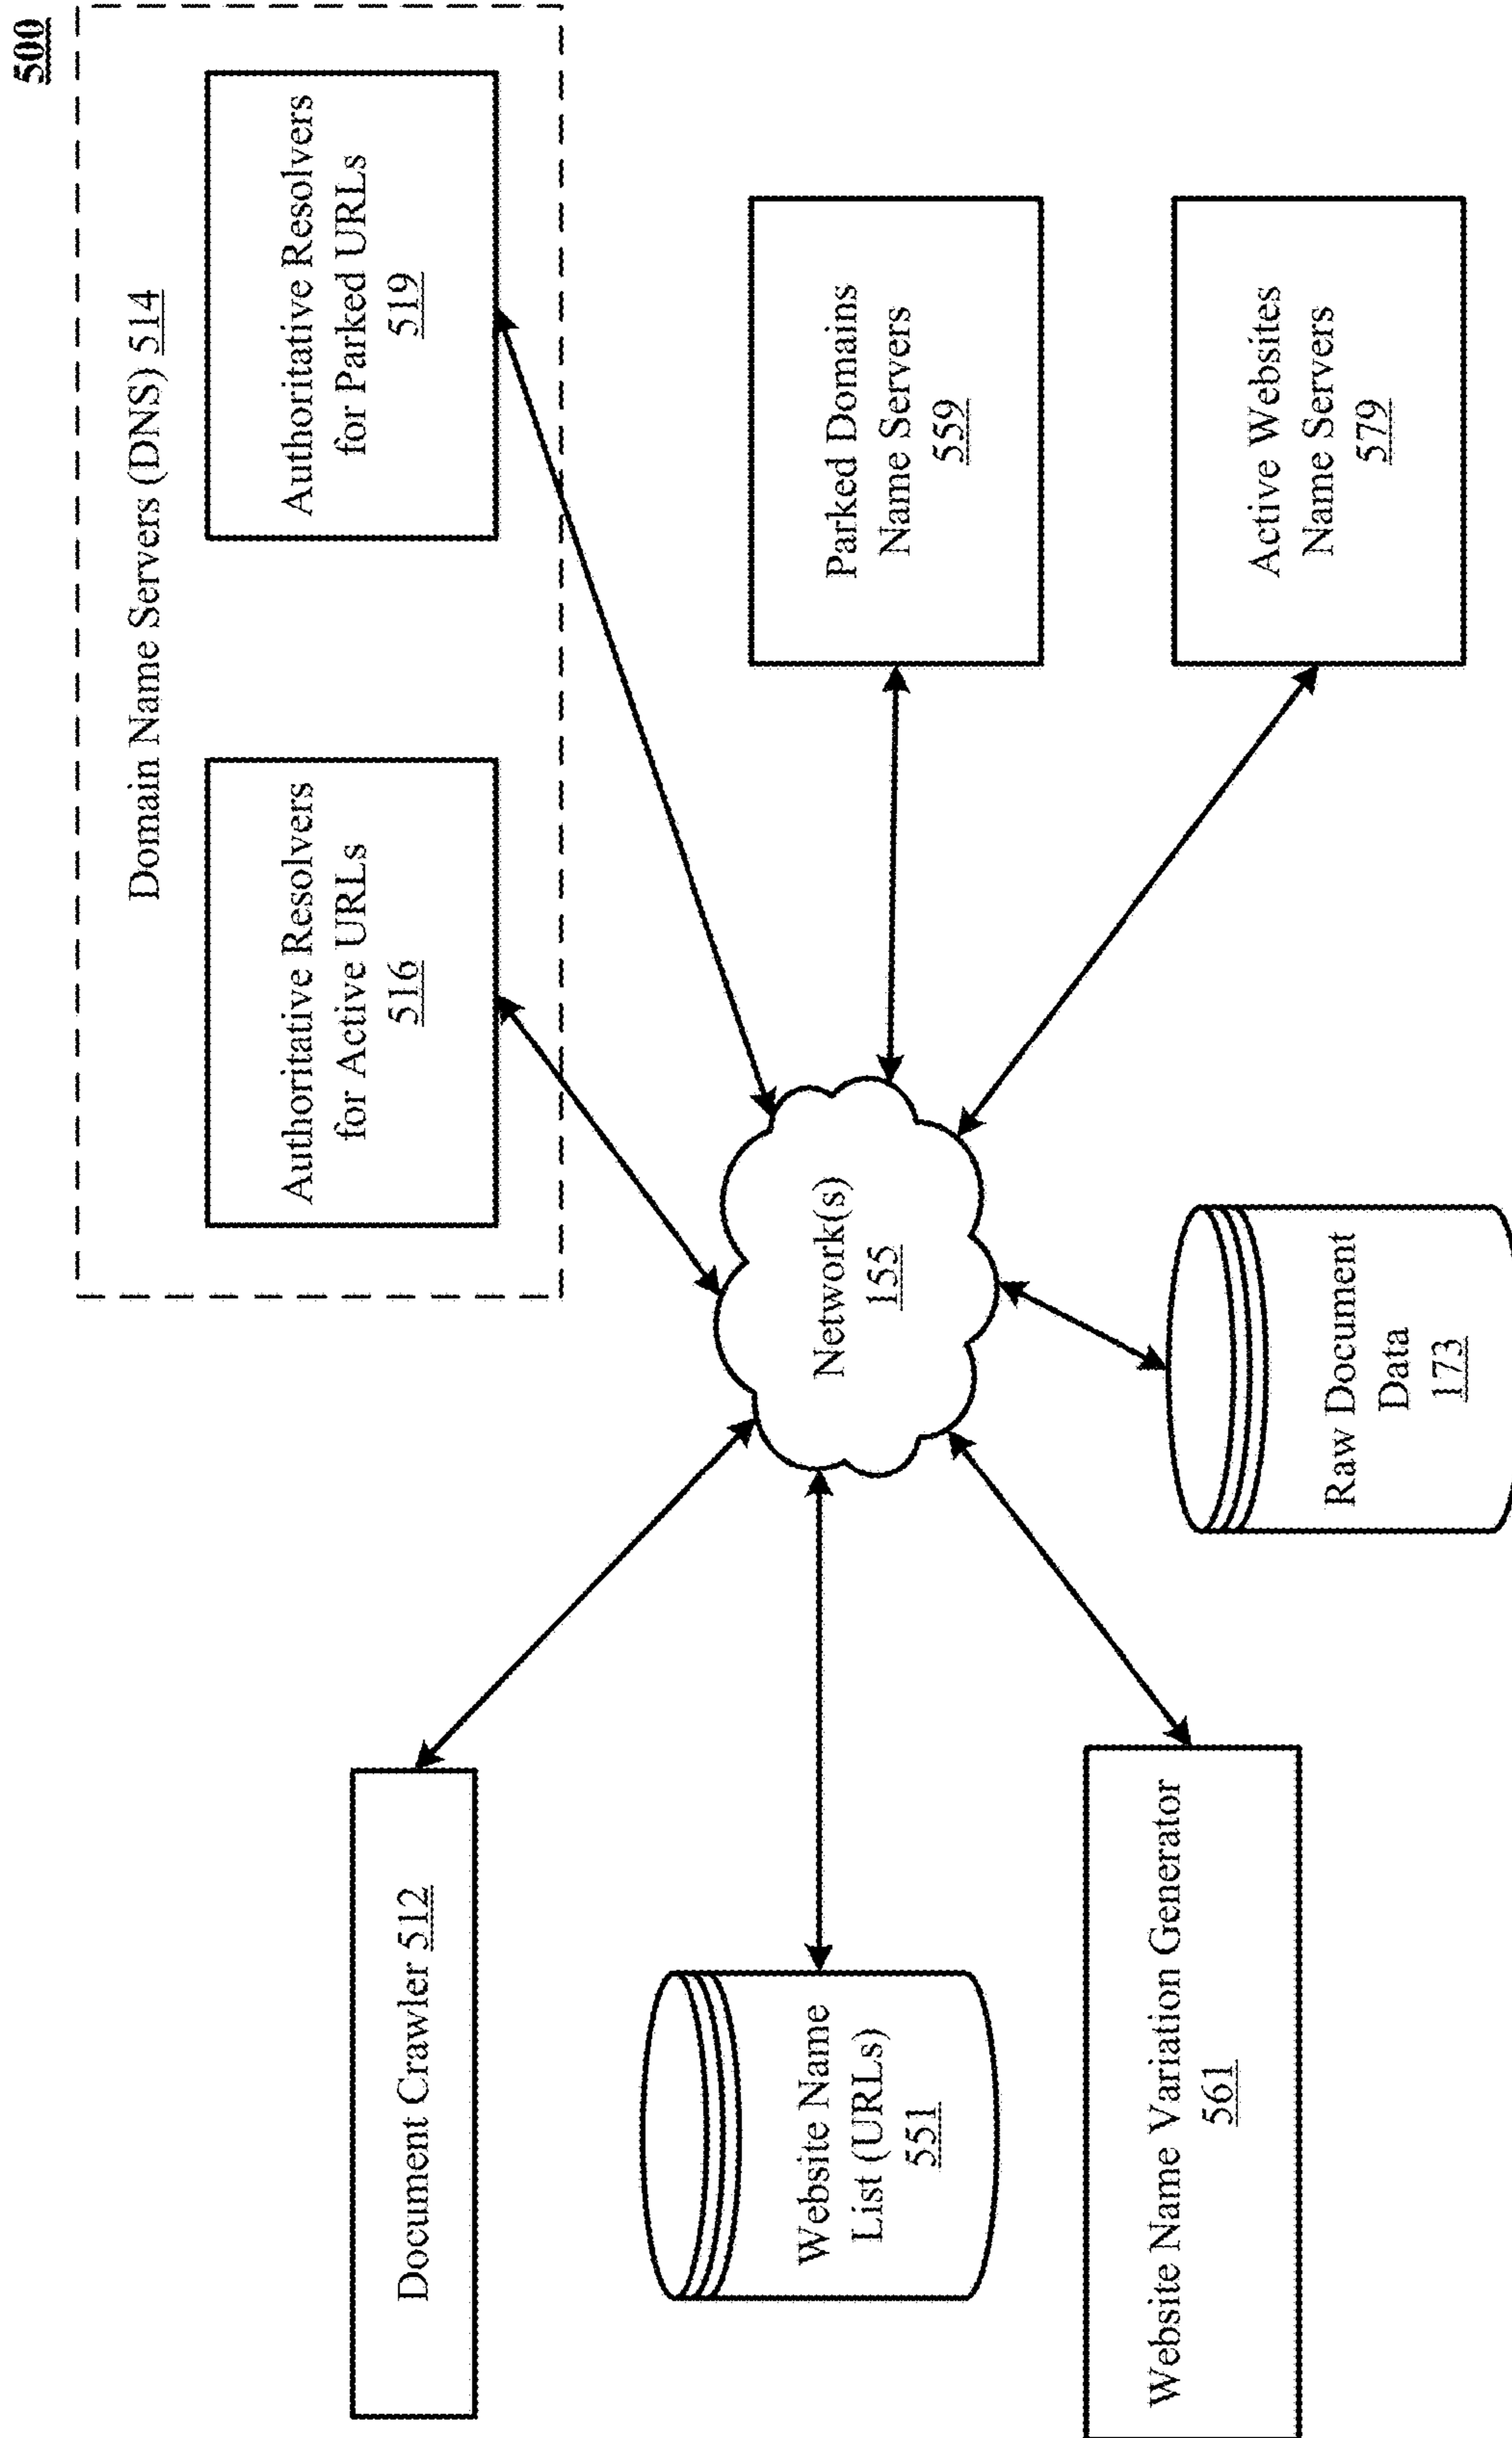 500
Domain Name Servers (DNS) 514
Authoritative Resolvers
for Active URLs
516
Authoritative Resolvers
for Parked URLs
519
Document Crawler 512
Website Name
List (URLs)
551
Website Name Variation Generator
561
Network(s)
155
Raw Document
Data
173
Parked Domains
Name Servers
559
Active Websites
Name Servers
579